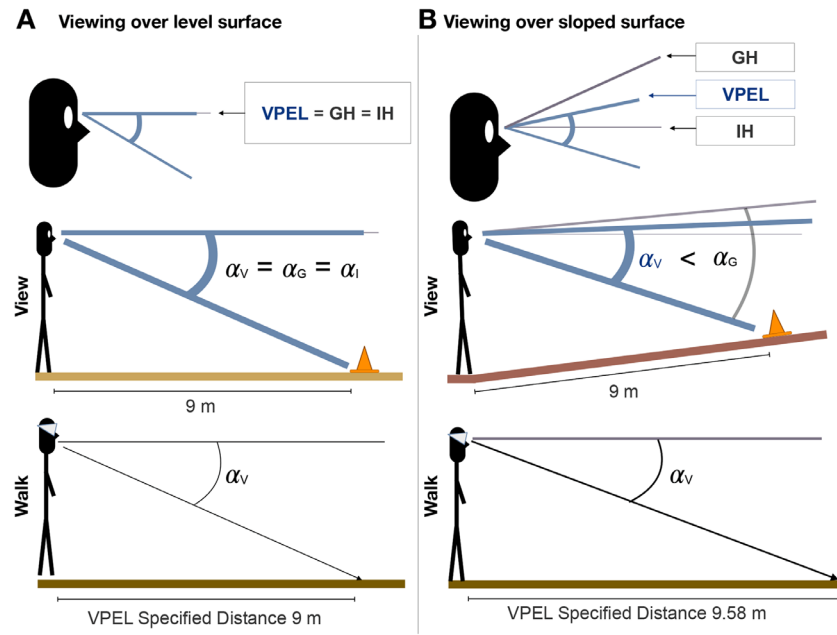 A Viewing over level surface
VPEL = GH = IH
View
αV = αG = αI
9 m
Walk
αV
VPEL Specified Distance 9 m
B Viewing over sloped surface
GH
VPEL
IH
View
αV < αG
9 m
Walk
αV
VPEL Specified Distance 9.58 m